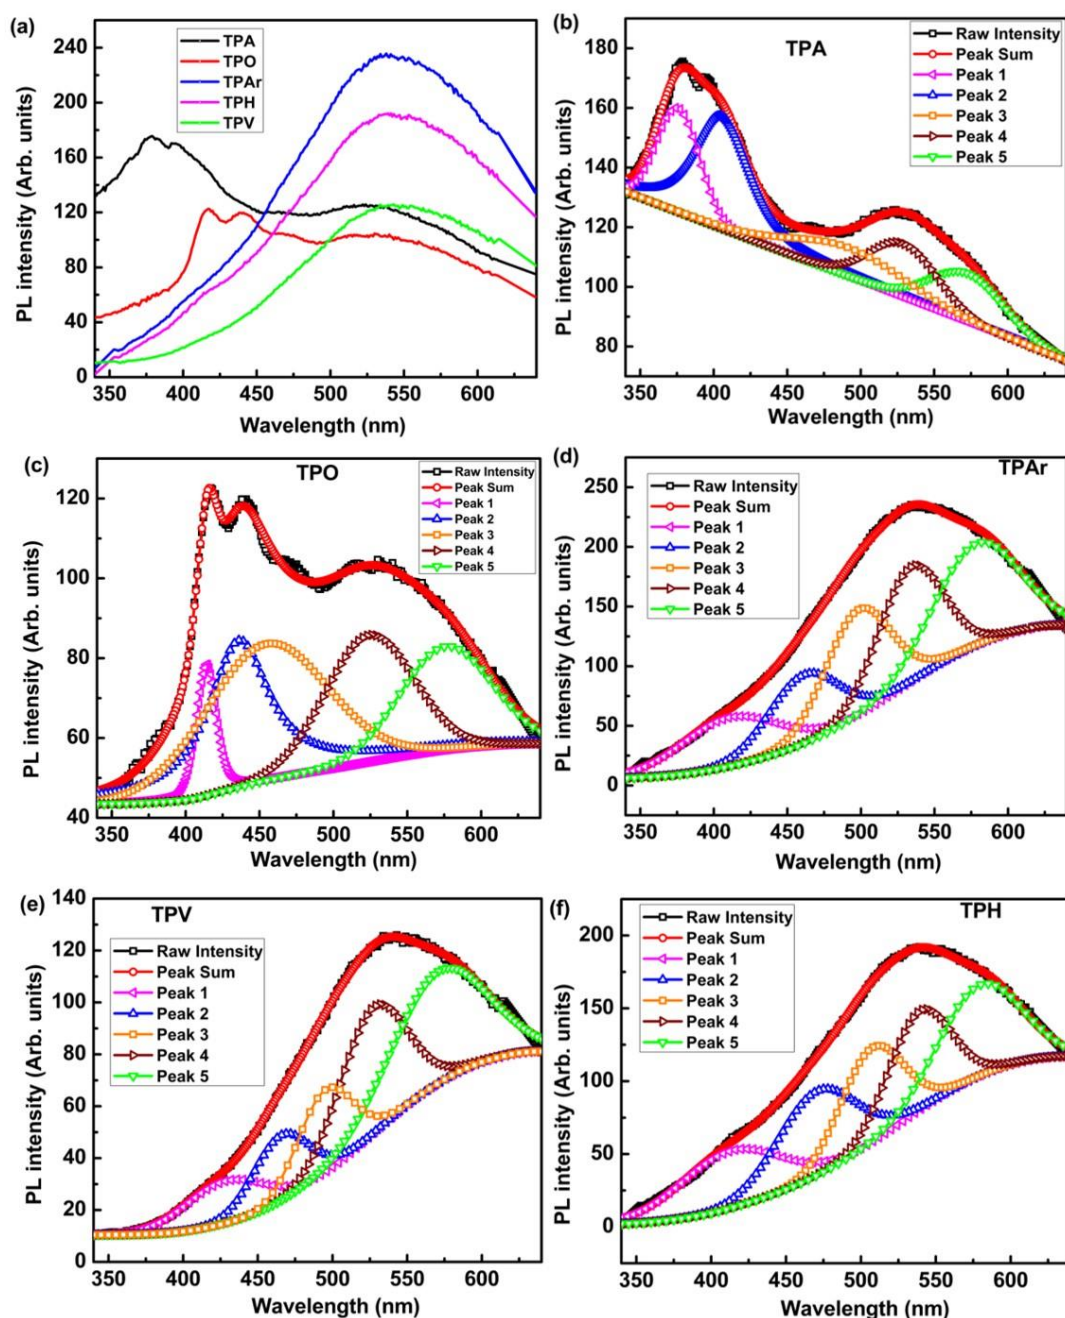 (a)
TPA
TPO
TPAr
TPH
TPV
240
200
160
120
80
40
0
350 400 450 500 550 600
PL intensity (Arb. units)
Wavelength (nm)
(b)
TPA
Raw Intensity
Peak Sum
Peak 1
Peak 2
Peak 3
Peak 4
Peak 5
180
160
140
120
100
80
350 400 450 500 550 600
PL intensity (Arb. units)
Wavelength (nm)
(c)
TPO
Raw Intensity
Peak Sum
Peak 1
Peak 2
Peak 3
Peak 4
Peak 5
120
100
80
60
40
350 400 450 500 550 600
PL intensity (Arb. units)
Wavelength (nm)
(d)
TPAr
Raw Intensity
Peak Sum
Peak 1
Peak 2
Peak 3
Peak 4
Peak 5
250
200
150
100
50
0
350 400 450 500 550 600
PL intensity (Arb. units)
Wavelength (nm)
(e)
TPV
Raw Intensity
Peak Sum
Peak 1
Peak 2
Peak 3
Peak 4
Peak 5
140
120
100
80
60
40
20
0
350 400 450 500 550 600
PL intensity (Arb. units)
Wavelength (nm)
(f)
TPH
Raw Intensity
Peak Sum
Peak 1
Peak 2
Peak 3
Peak 4
Peak 5
200
150
100
50
0
350 400 450 500 550 600
PL intensity (Arb. units)
Wavelength (nm)